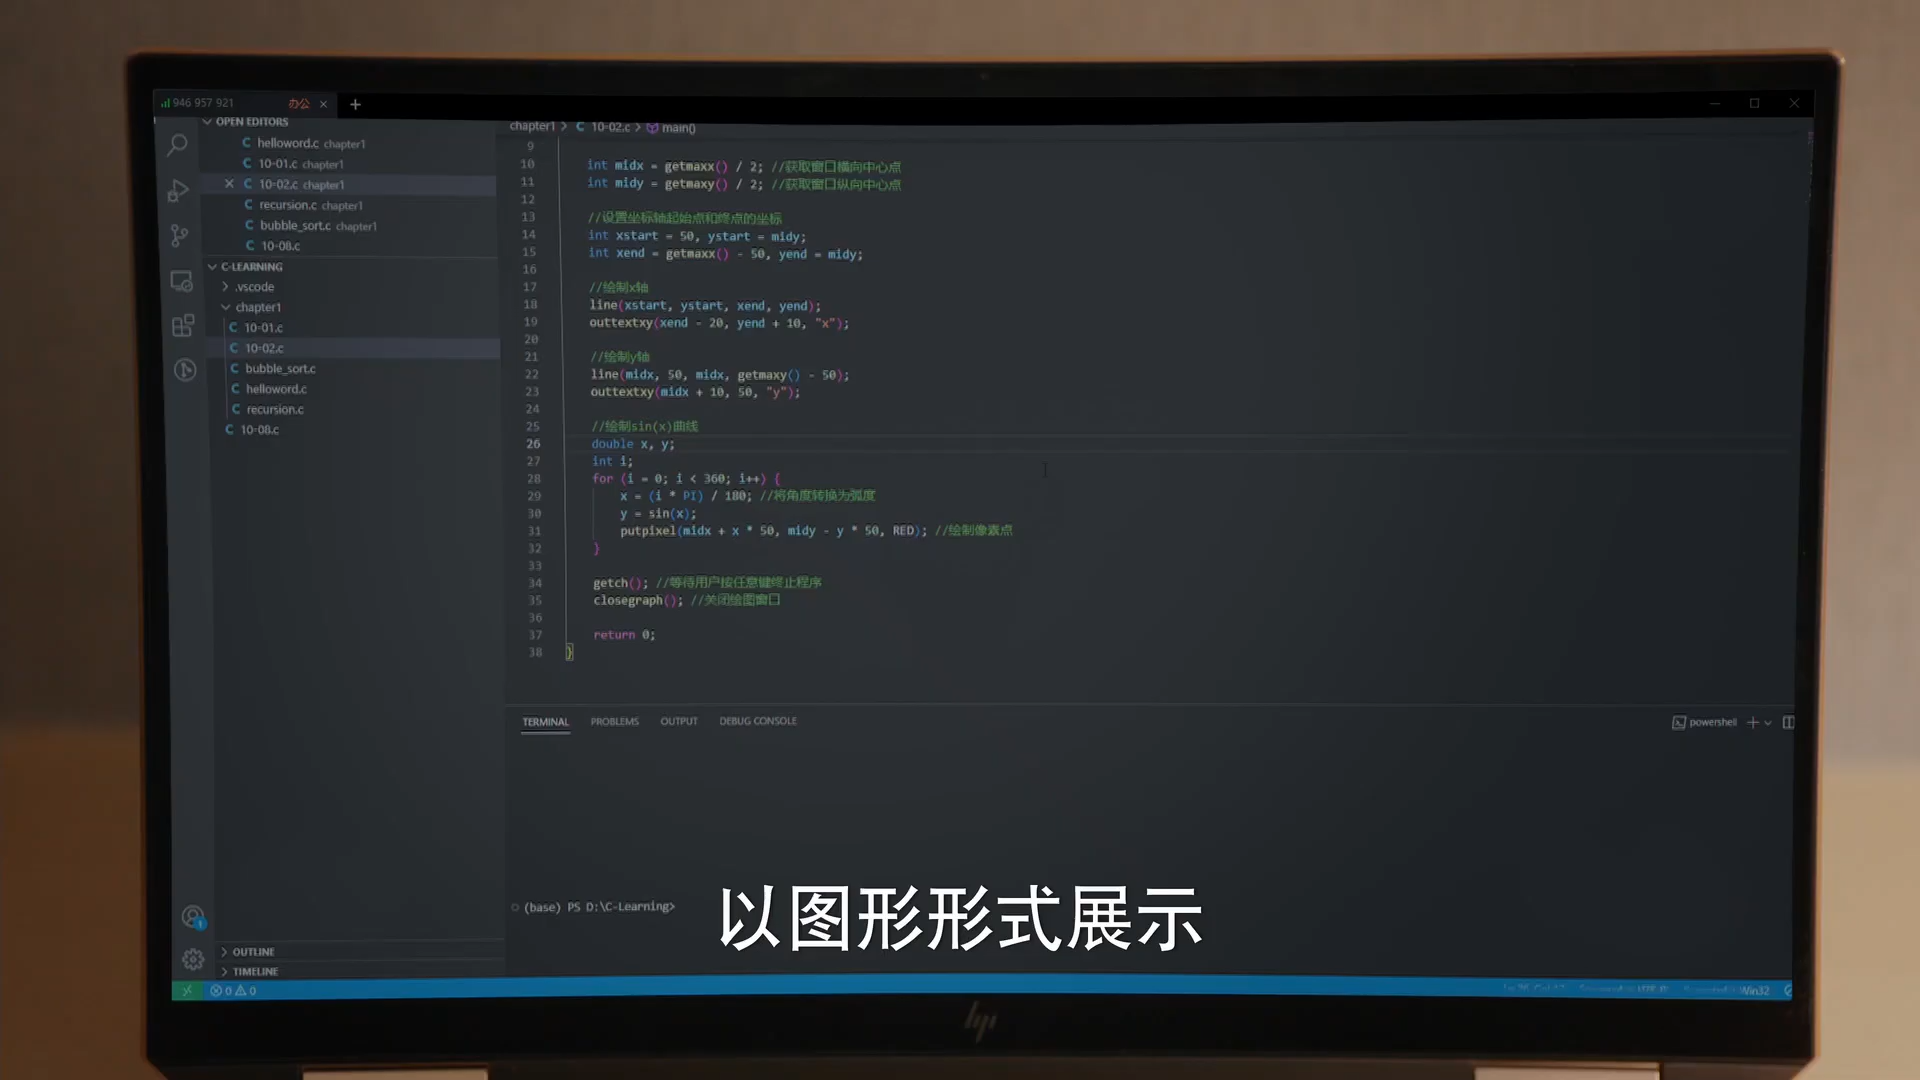 946 957 921 办公
OPEN EDITORS
helloword.c chapter1
10-01.c chapter1
10-02.c chapter1
recursion.c chapter1
bubble_sort.c chapter1
10-08.c
C-LEARNING
.vscode
chapter1
10-01.c
10-02.c
bubble_sort.c
helloword.c
recursion.c
10-08.c
OUTLINE
TIMELINE
chapter1 > C 10-02.c > main()
9
10 int midx = getmaxx() / 2; //获取窗口横向中心点
11 int midy = getmaxy() / 2; //获取窗口纵向中心点
12
13 //设置坐标轴起始点和终点的坐标
14 int xstart = 50, ystart = midy;
15 int xend = getmaxx() - 50, yend = midy;
16
17 //绘制x轴
18 line(xstart, ystart, xend, yend);
19 outtextxy(xend - 20, yend + 10, "x");
20
21 //绘制y轴
22 line(midx, 50, midx, getmaxy() - 50);
23 outtextxy(midx + 10, 50, "y");
24
25 //绘制sin(x)曲线
26 double x, y;
27 int i;
28 for (i = 0; i < 360; i++) {
29 x = (i * PI) / 180; //将角度转换为弧度
30 y = sin(x);
31 putpixel(midx + x * 50, midy - y * 50, RED); //绘制像素点
32 }
33
34 getch(); //等待用户按任意键终止程序
35 closegraph(); //关闭绘图窗口
36
37 return 0;
38 }
TERMINAL PROBLEMS OUTPUT DEBUG CONSOLE
powershell
(base) PS D:\C-Learning>
以图形形式展示
1
0 0
Win32
hp